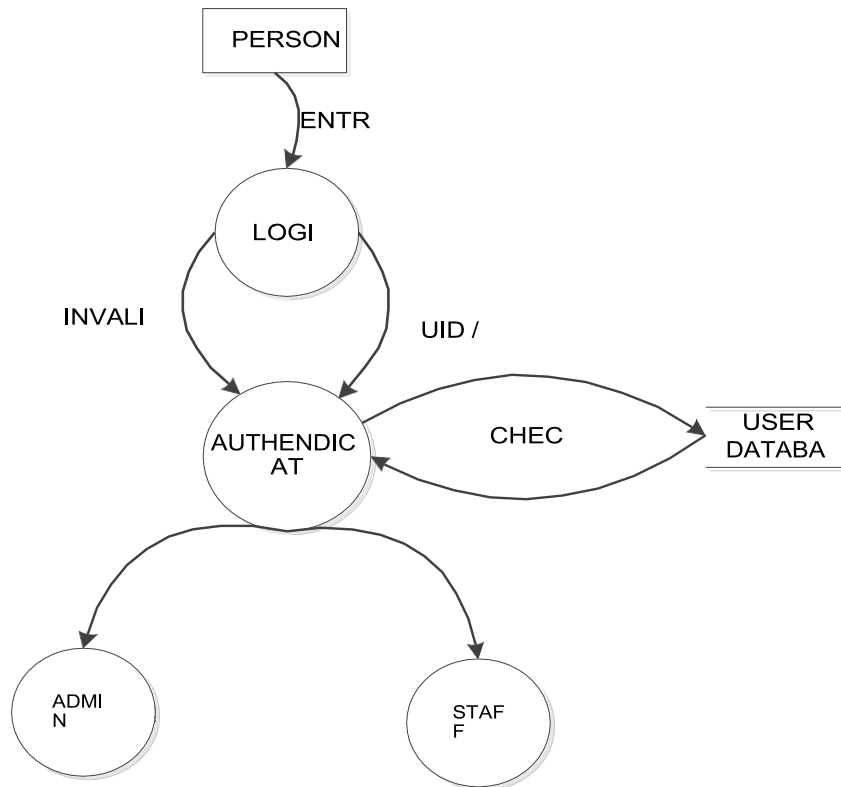 PERSON
ENTR
LOGI
INVALI
UID /
AUTHENDIC
AT
CHEC
USER
DATABA
ADMI
N
STAF
F